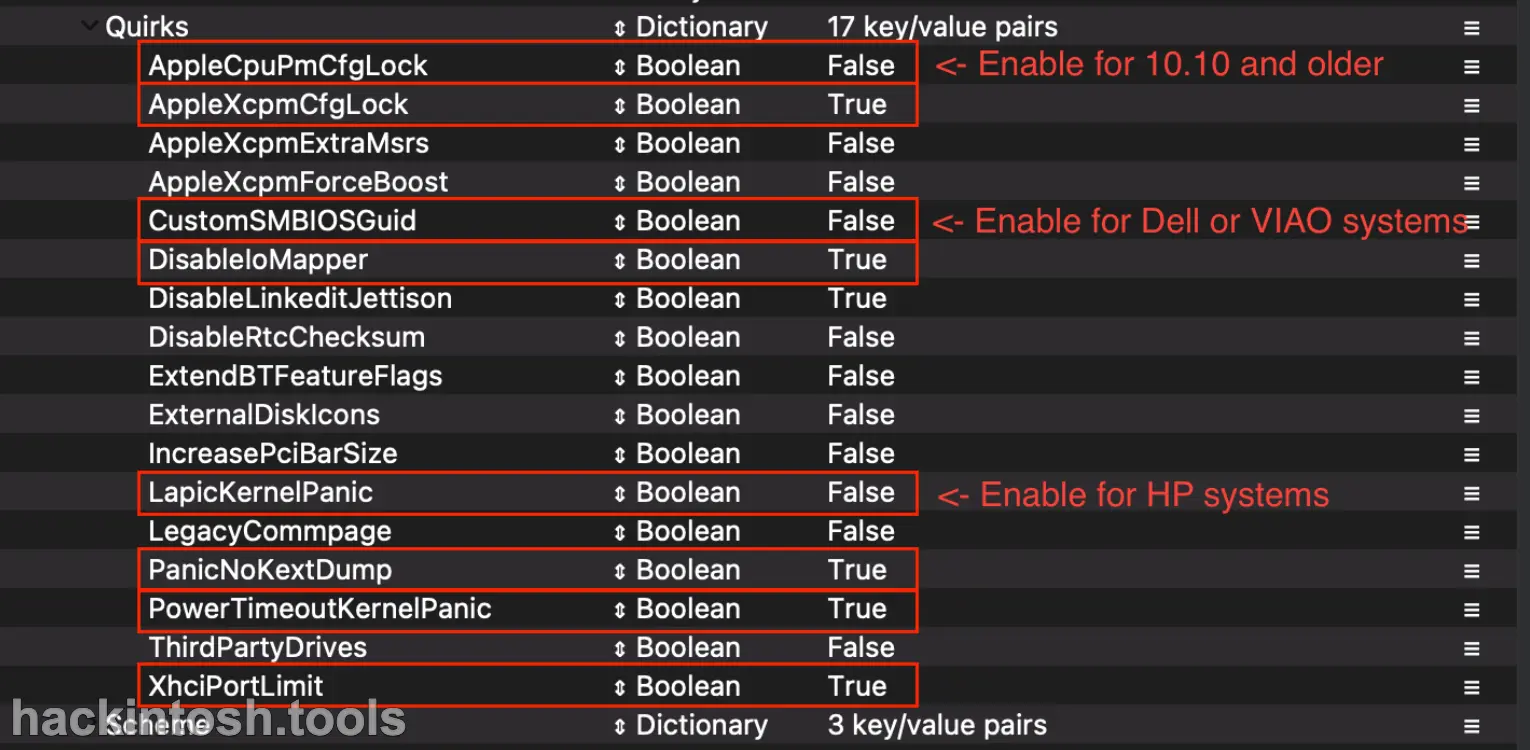 Quirks Dictionary 17 key/value pairs
AppleCpuPmCfgLock Boolean False <- Enable for 10.10 and older
AppleXcpmCfgLock Boolean True
AppleXcpmExtraMsrs Boolean False
AppleXcpmForceBoost Boolean False
CustomSMBIOSGuid Boolean False <- Enable for Dell or VIAO systems
DisableIoMapper Boolean True
DisableLinkeditJettison Boolean True
DisableRtcChecksum Boolean False
ExtendBTFeatureFlags Boolean False
ExternalDiskIcons Boolean False
IncreasePciBarSize Boolean False
LapicKernelPanic Boolean False <- Enable for HP systems
LegacyCommpage Boolean False
PanicNoKextDump Boolean True
PowerTimeoutKernelPanic Boolean True
ThirdPartyDrives Boolean False
XhciPortLimit Boolean True
Scheme Dictionary 3 key/value pairs
hackintosh.tools